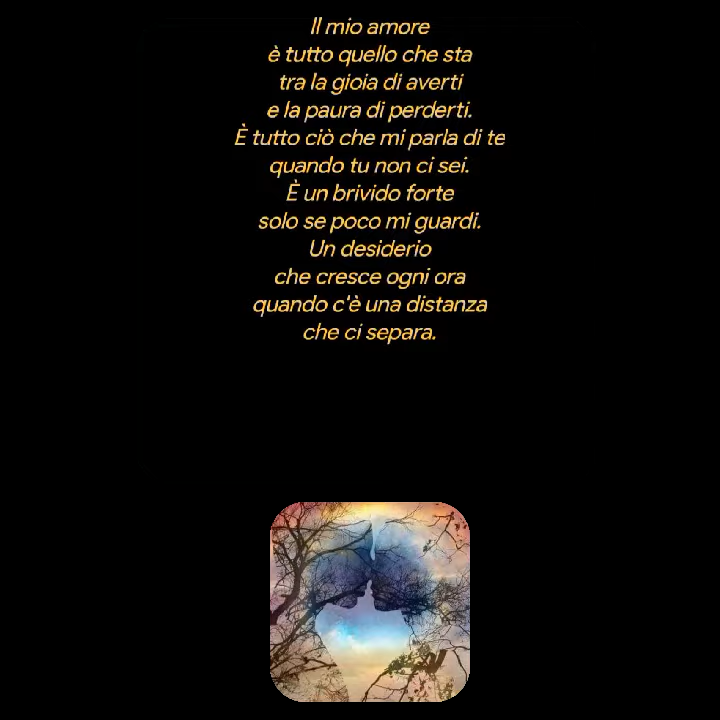 Il mio amore
è tutto quello che sta
tra la gioia di averti
e la paura di perderti.
È tutto ciò che mi parla di te
quando tu non ci sei.
È un brivido forte
solo se poco mi guardi.
Un desiderio
che cresce ogni ora
quando c'è una distanza
che ci separa.